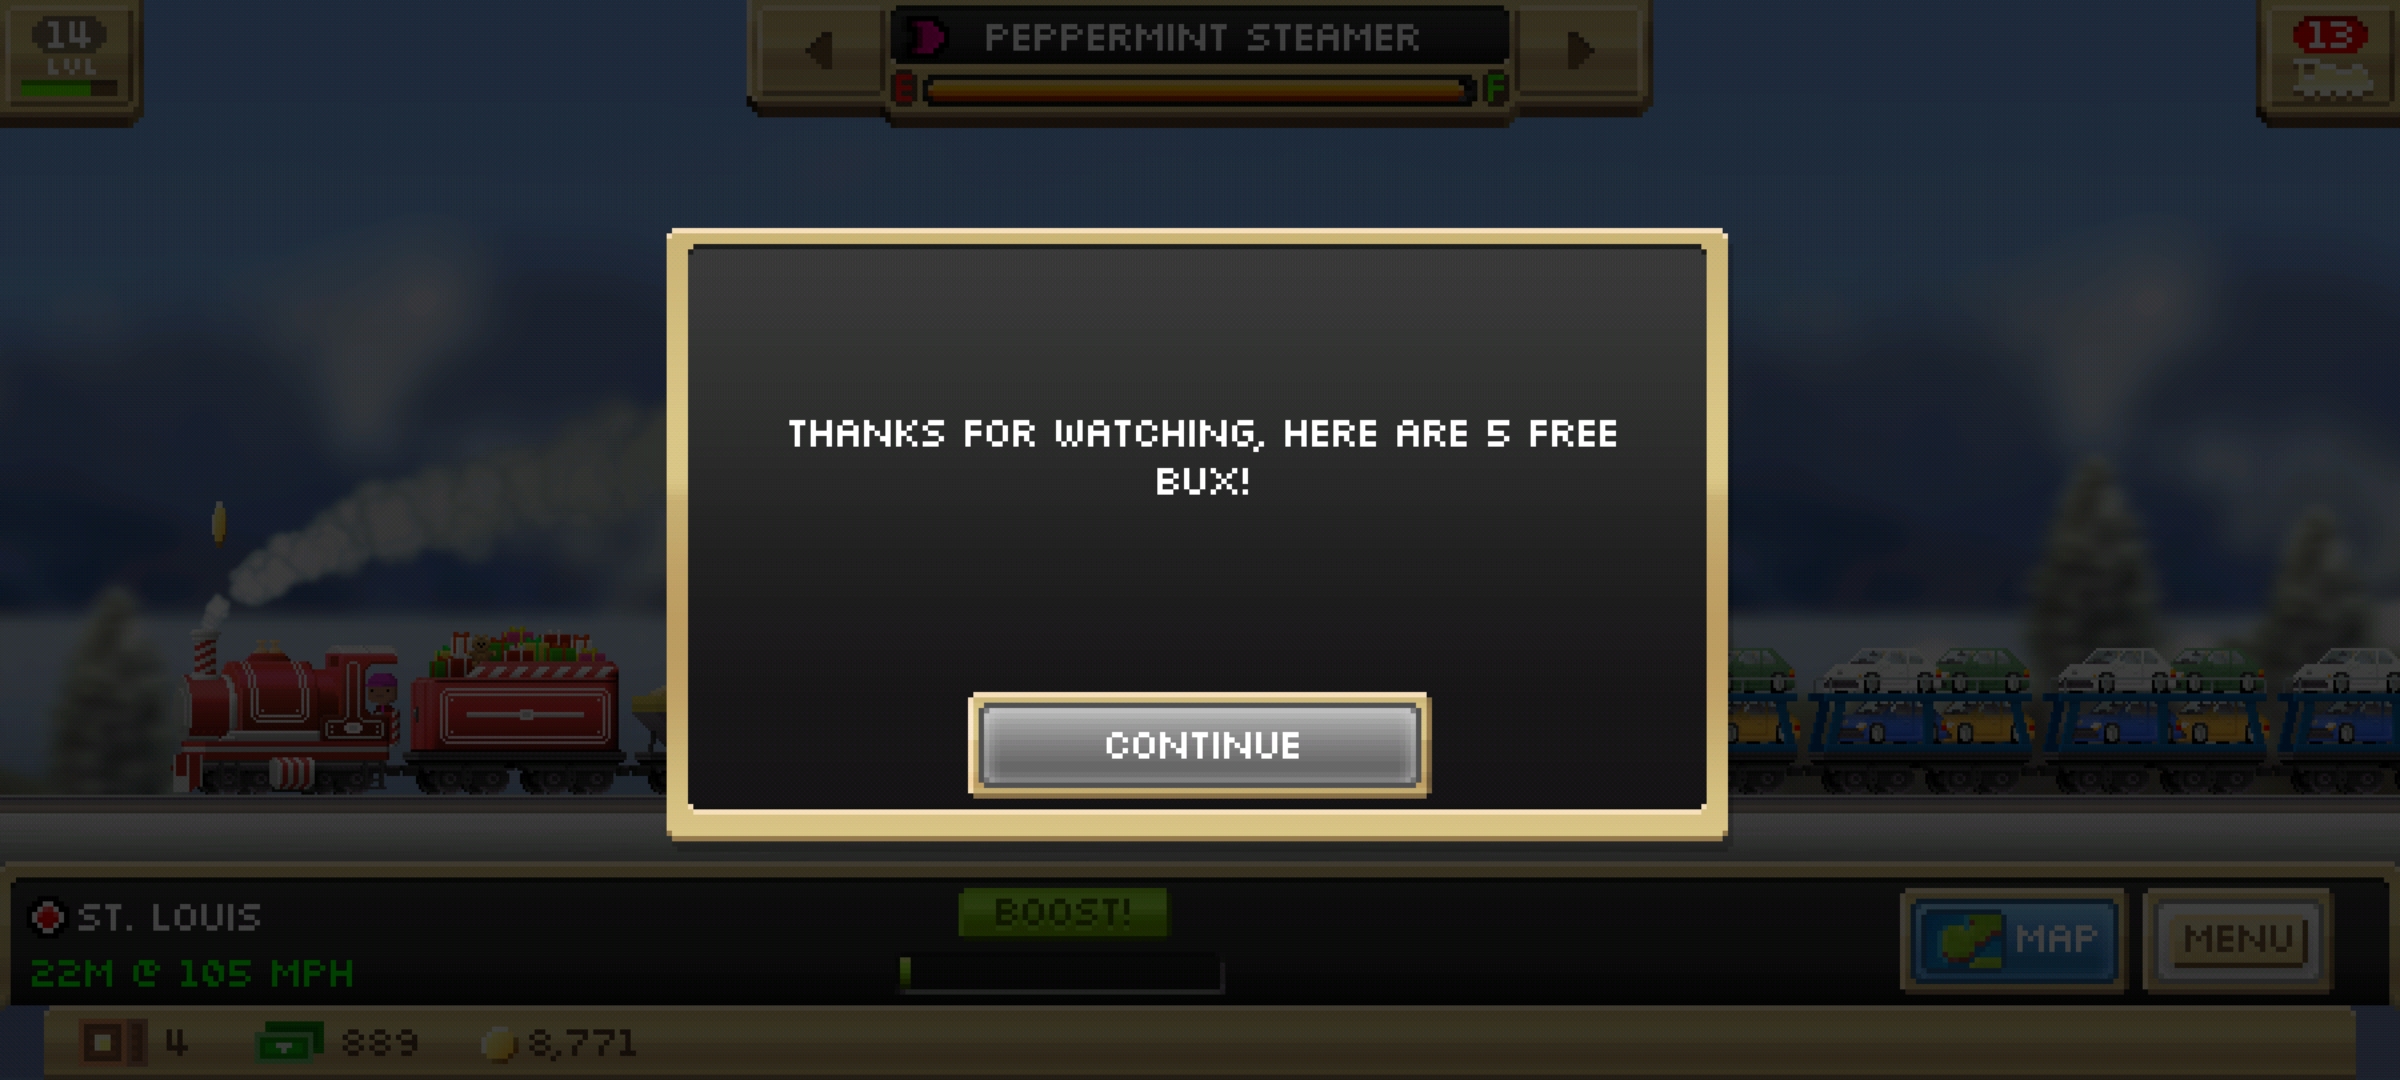 14
LVL
PEPPERMINT STEAMER
E F
13
THANKS FOR WATCHING, HERE ARE 5 FREE
BUX!
CONTINUE
ST. LOUIS
22M @ 105 MPH
BOOST!
MAP
MENU
4 889 8,771